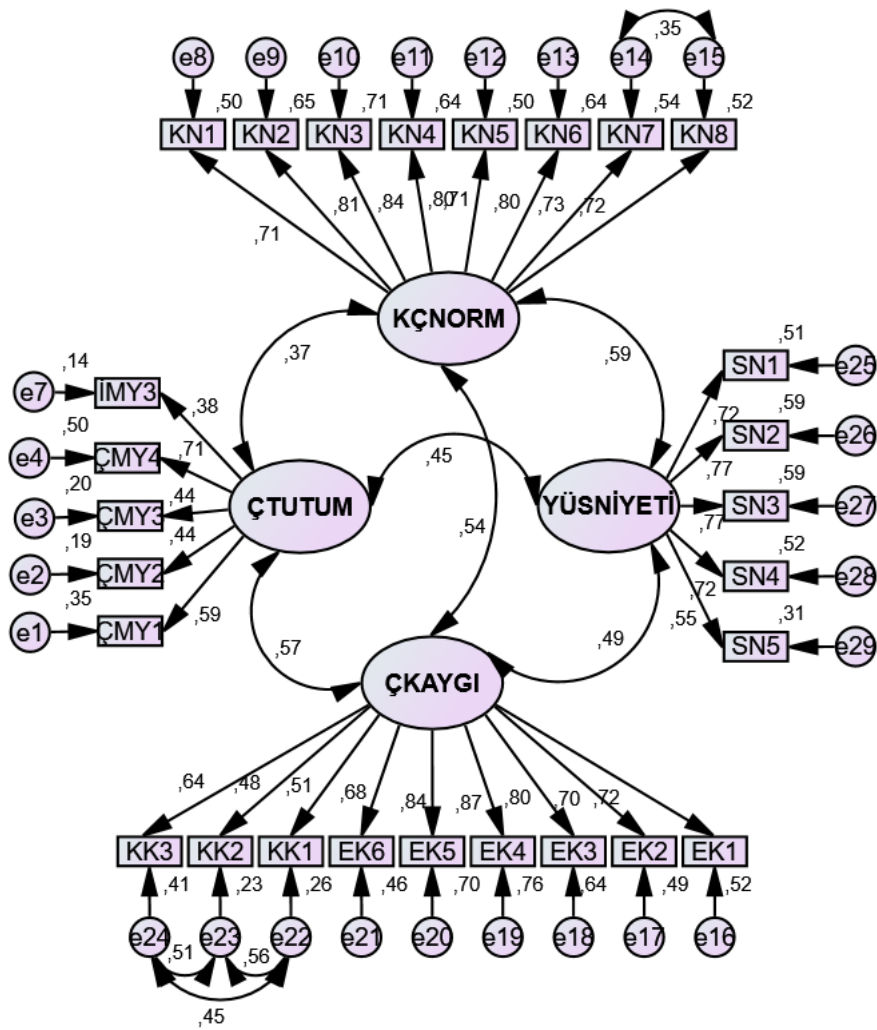 ,35
e8 e9 e10 e11 e12 e13 e14 e15
,50 ,65 ,71 ,64 ,50 ,64 ,54 ,52
KN1 KN2 KN3 KN4 KN5 KN6 KN7 KN8
,71 ,81 ,84 ,80 ,71 ,80 ,73 ,72
KÇNORM
,37 ,59
,14
e7 İMY3 ,38
,50
e4 ÇMY4 ,71
,20
e3 ÇMY3 ,44
,19
e2 ÇMY2 ,44
,35
e1 ÇMY1 ,59
ÇTUTUM
,45
,54
YÜSNİYETİ
,51
,72 SN1 e25
,59
,77 SN2 e26
,59
,77 SN3 e27
,52
,72 SN4 e28
,31
,55 SN5 e29
,57 ,49
ÇKAYGI
,64 ,48 ,51 ,68 ,84 ,87 ,80 ,70 ,72
KK3 KK2 KK1 EK6 EK5 EK4 EK3 EK2 EK1
,41 ,23 ,26 ,46 ,70 ,76 ,64 ,49 ,52
e24 e23 e22 e21 e20 e19 e18 e17 e16
,51 ,56
,45